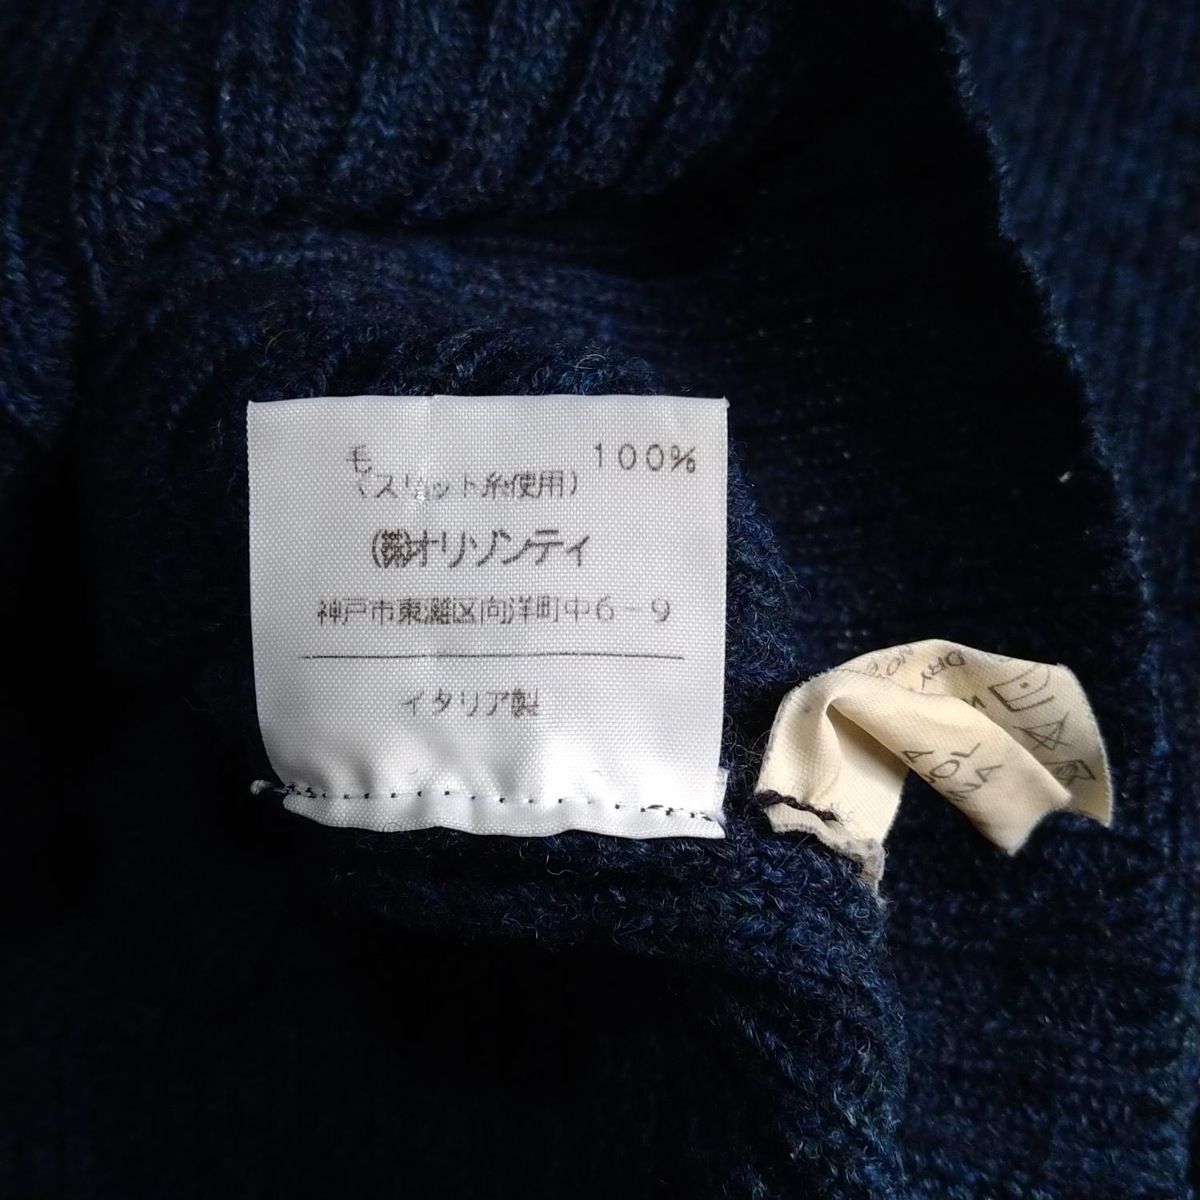 毛 100%
(スリット糸使用)
(株)オリゾンティ
神戸市東灘区向洋町中6-9
イタリア製
DRY